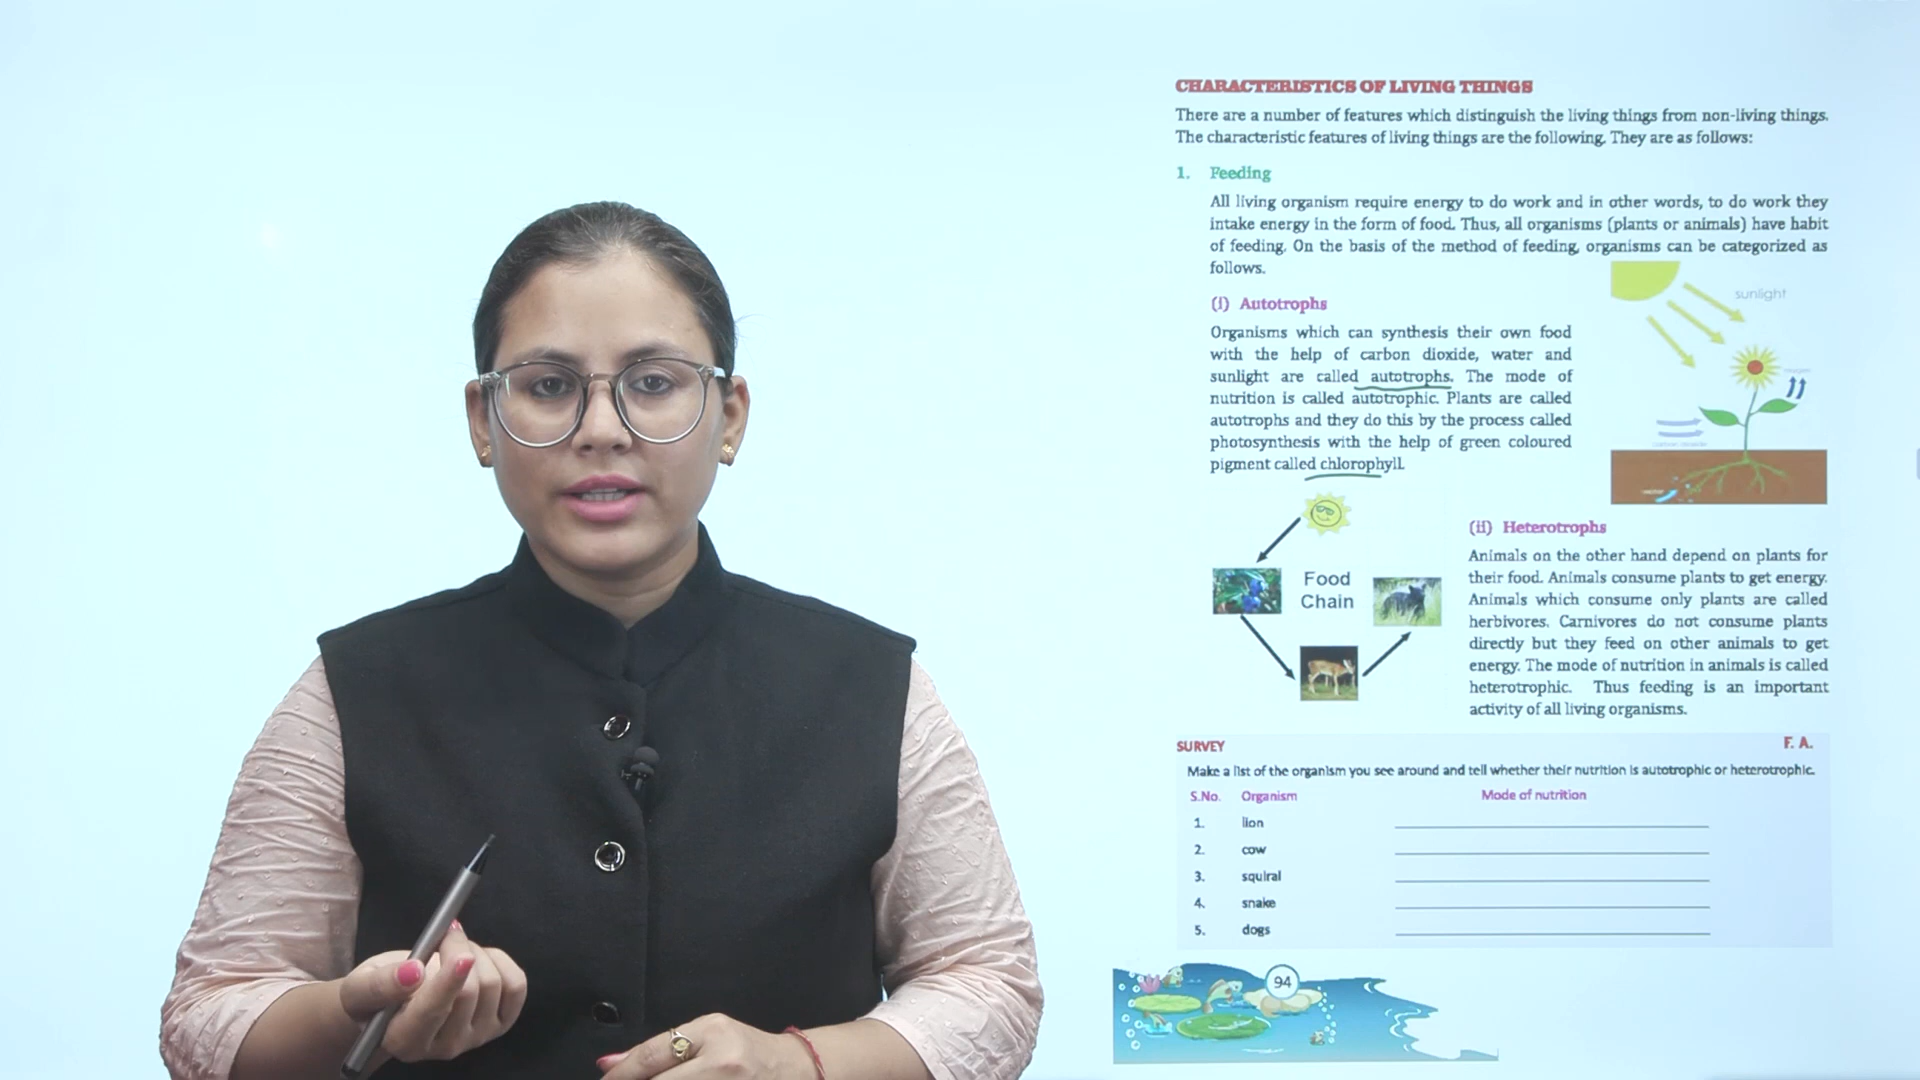 CHARACTERISTICS OF LIVING THINGS
There are a number of features which distinguish the living things from non-living things.
The characteristic features of living things are the following. They are as follows:
1. Feeding
All living organism require energy to do work and in other words, to do work they
intake energy in the form of food. Thus, all organisms (plants or animals) have habit
of feeding. On the basis of the method of feeding, organisms can be categorized as
follows.
sunlight
(i) Autotrophs
Organisms which can synthesis their own food
with the help of carbon dioxide, water and
sunlight are called autotrophs. The mode of
nutrition is called autotrophic. Plants are called
autotrophs and they do this by the process called
photosynthesis with the help of green coloured
pigment called chlorophyll.
carbon dioxide
water
Food
Chain
(ii) Heterotrophs
Animals on the other hand depend on plants for
their food. Animals consume plants to get energy.
Animals which consume only plants are called
herbivores. Carnivores do not consume plants
directly but they feed on other animals to get
energy. The mode of nutrition in animals is called
heterotrophic. Thus feeding is an important
activity of all living organisms.
SURVEY F. A.
Make a list of the organism you see around and tell whether their nutrition is autotrophic or heterotrophic.
S.No. Organism Mode of nutrition
1. lion
2. cow
3. squiral
4. snake
5. dogs
94